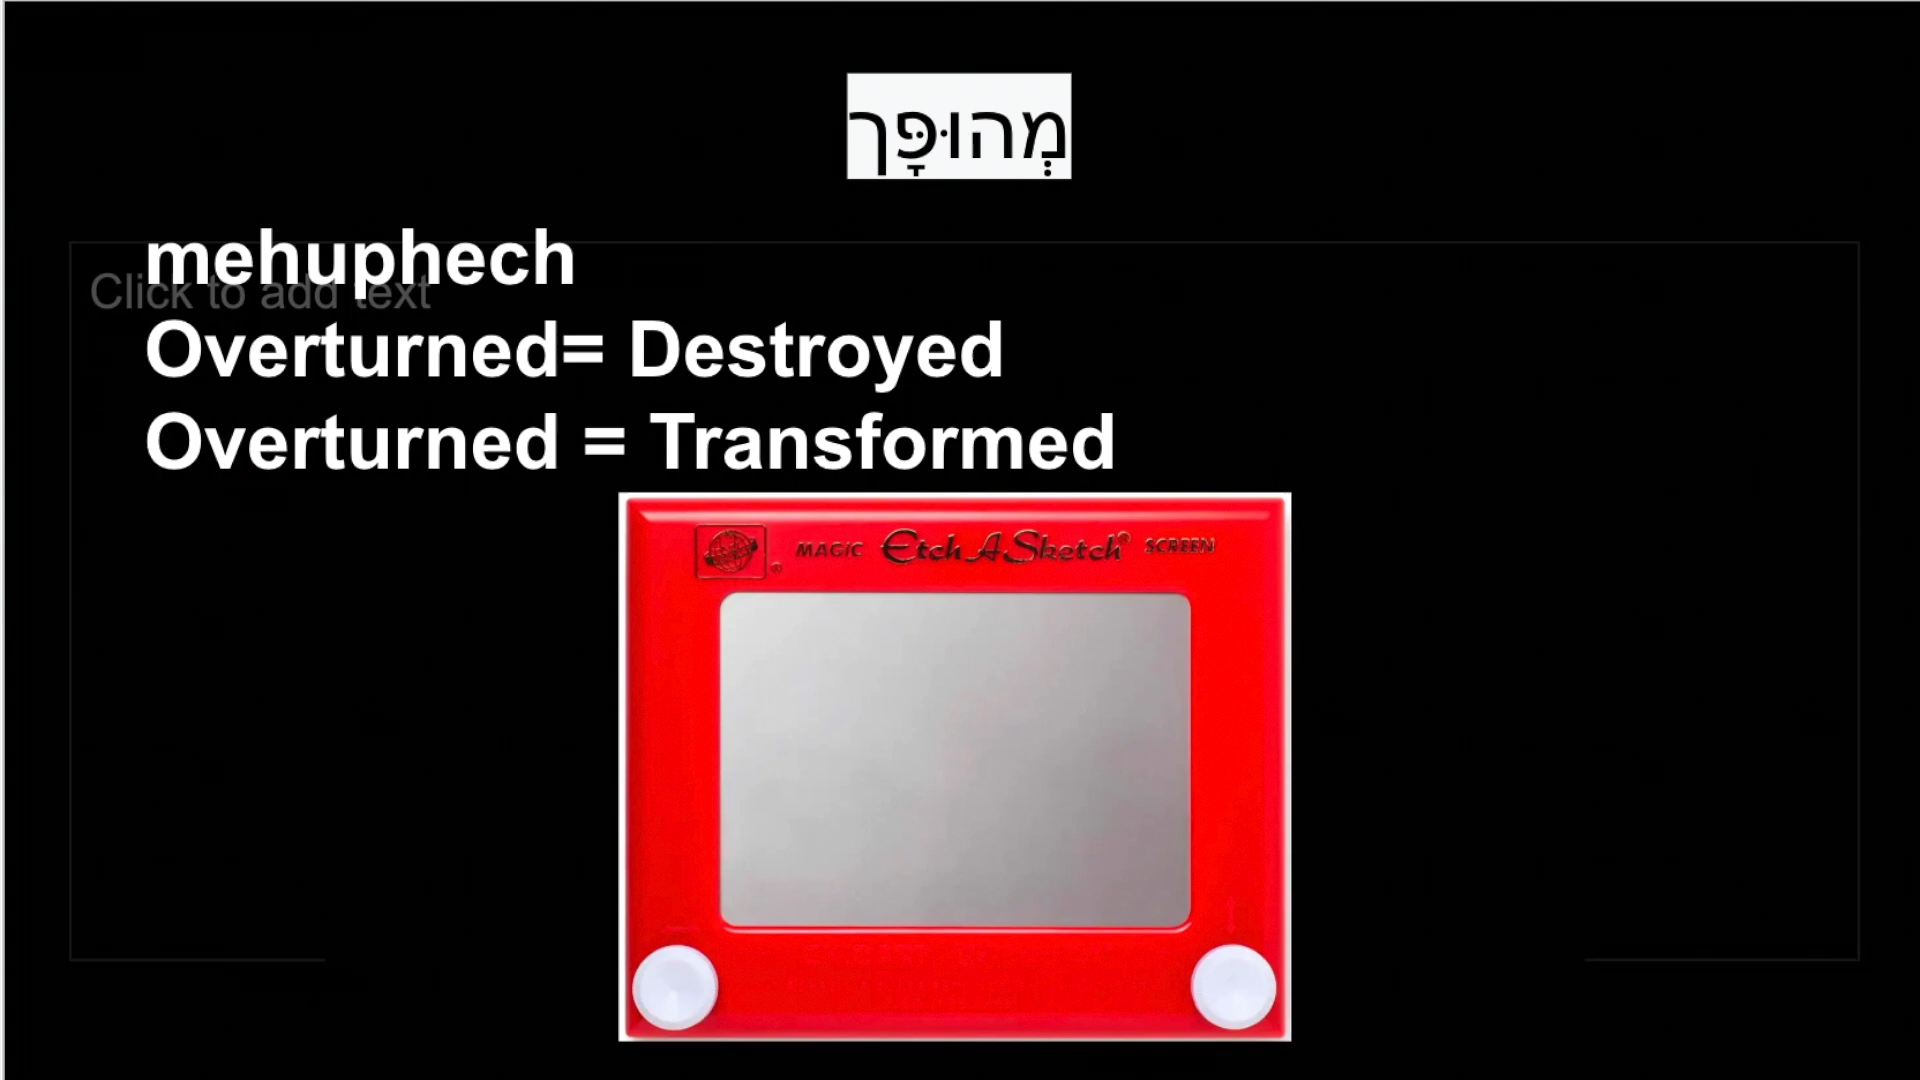 מְהוּפָּך
mehuphech
Click to add text
Overturned= Destroyed
Overturned = Transformed
MAGIC Etch A Sketch® SCREEN
®